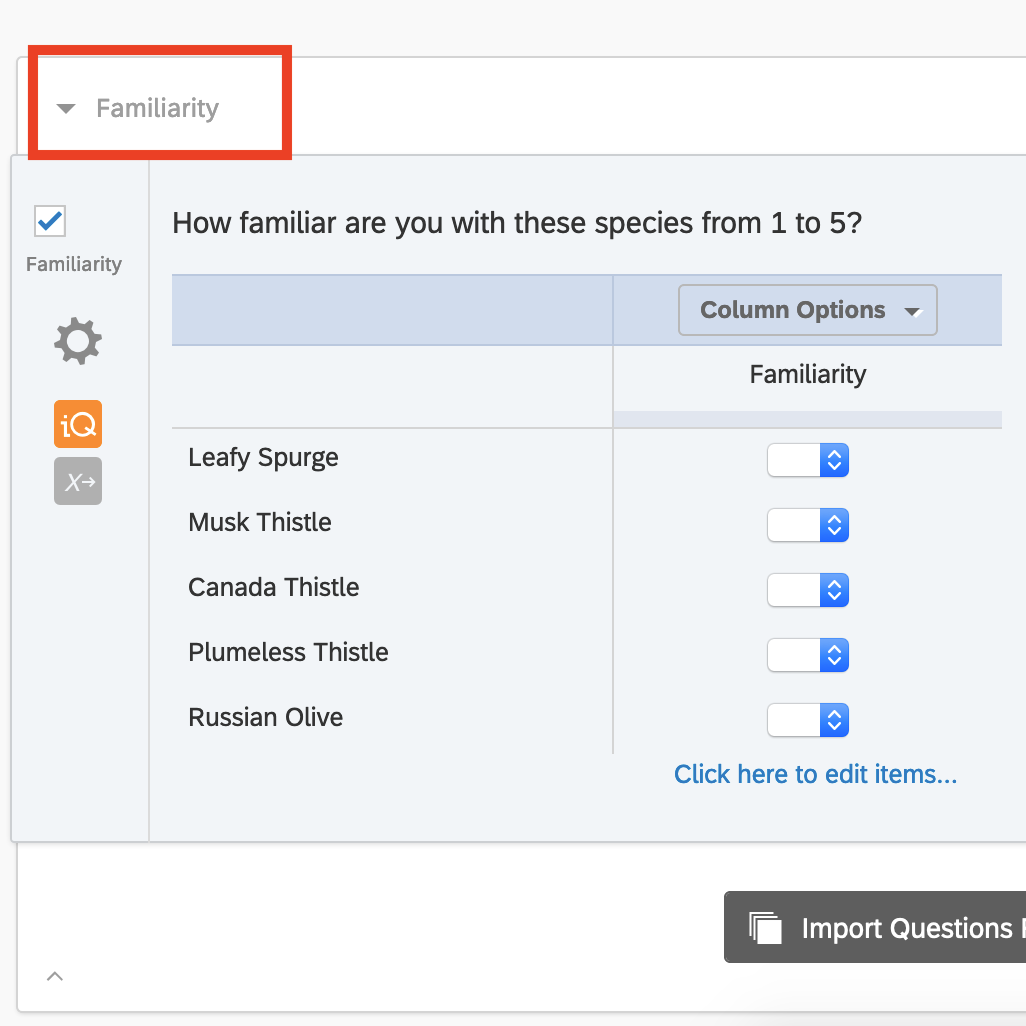 Familiarity
Familiarity
How familiar are you with these species from 1 to 5?
Column Options
Familiarity
iQ
X→
Leafy Spurge
Musk Thistle
Canada Thistle
Plumeless Thistle
Russian Olive
Click here to edit items...
Import Questions